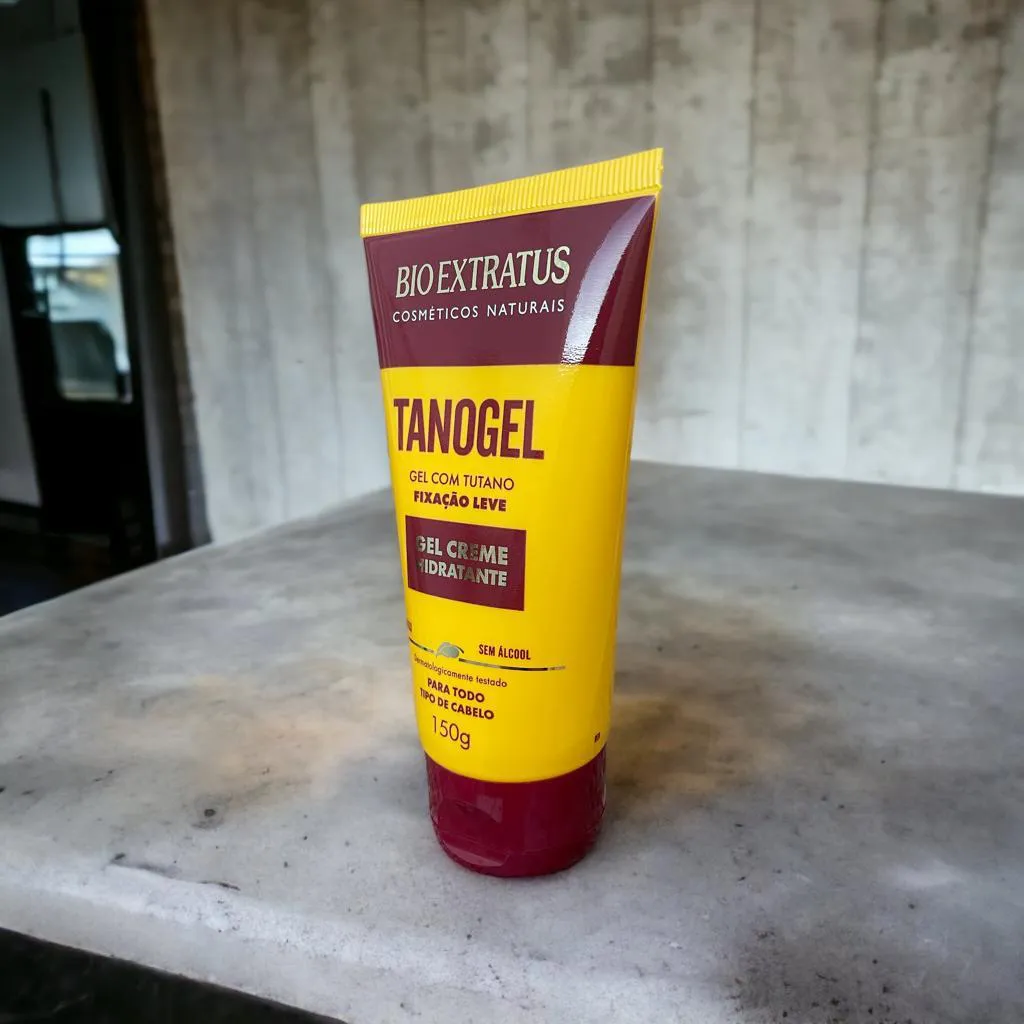 BIO EXTRATUS
COSMÉTICOS NATURAIS
TANOGEL
GEL COM TUTANO
FIXAÇÃO LEVE
GEL CREME
HIDRATANTE
SEM ÁLCOOL
Dermatologicamente testado
PARA TODO
TIPO DE CABELO
150g